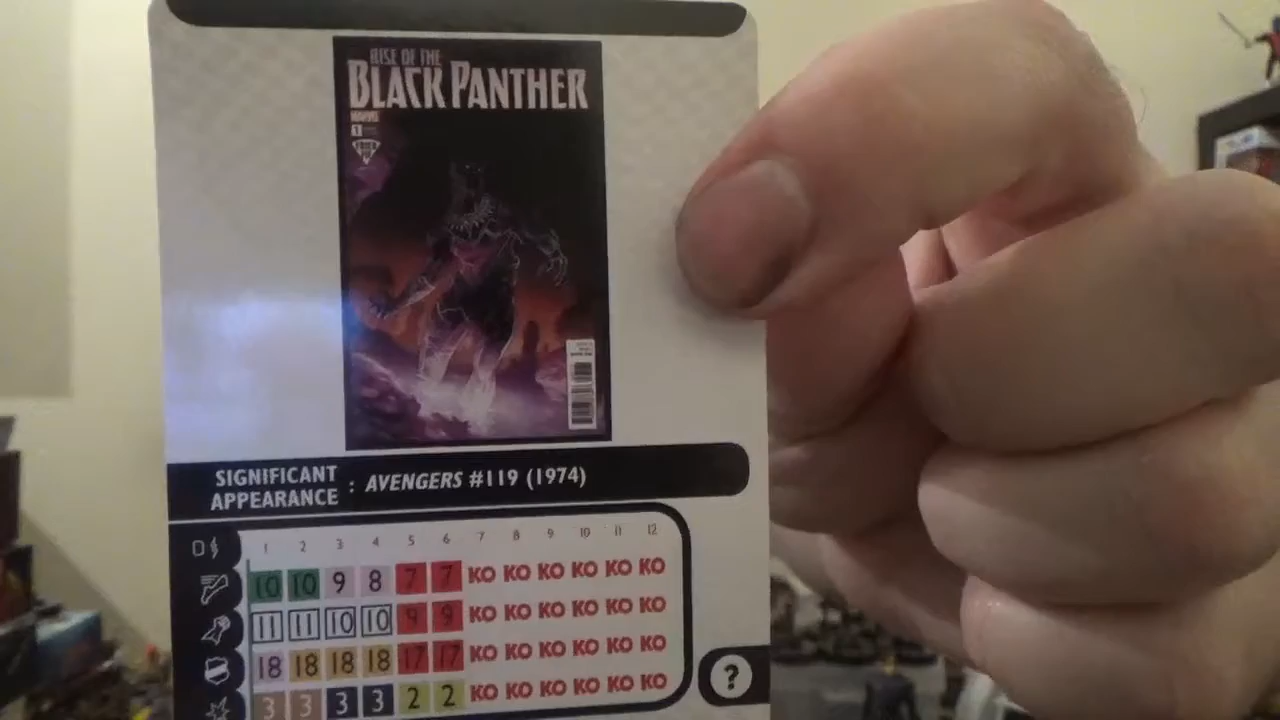 RISE OF THE
BLACK PANTHER
MARVEL
1
SIGNIFICANT
APPEARANCE : AVENGERS #119 (1974)
0 1 2 3 4 5 6 7 8 9 10 11 12
10 10 9 8 7 7 KO KO KO KO KO KO
11 11 10 10 9 9 KO KO KO KO KO KO
18 18 18 18 17 17 KO KO KO KO KO KO
3 3 3 3 2 2 KO KO KO KO KO KO
?